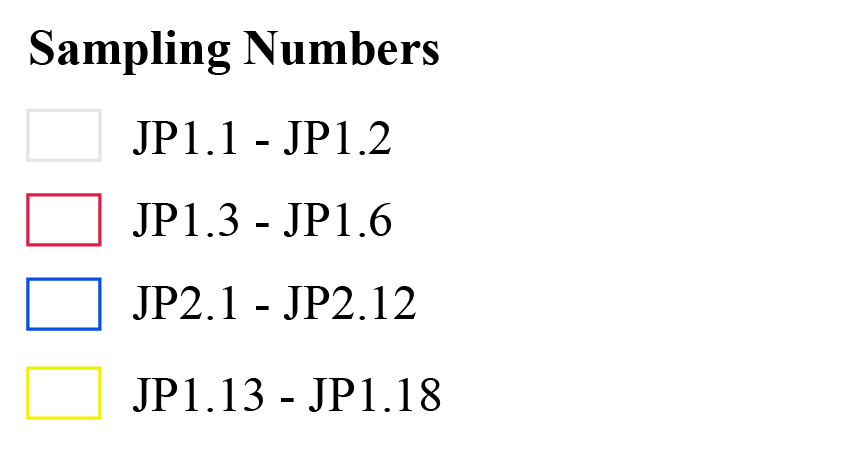 Sampling Numbers
JP1.1 - JP1.2
JP1.3 - JP1.6
JP2.1 - JP2.12
JP1.13 - JP1.18